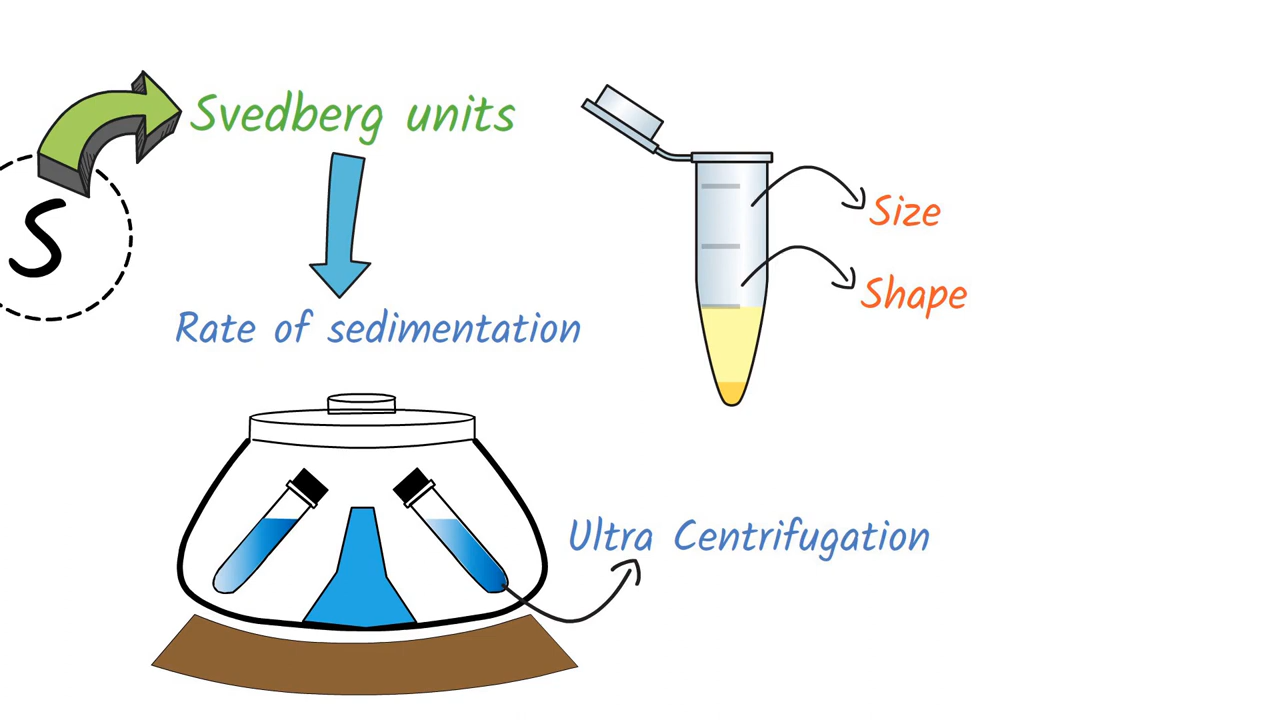 S
Svedberg units
Rate of sedimentation
Size
Shape
Ultra Centrifugation